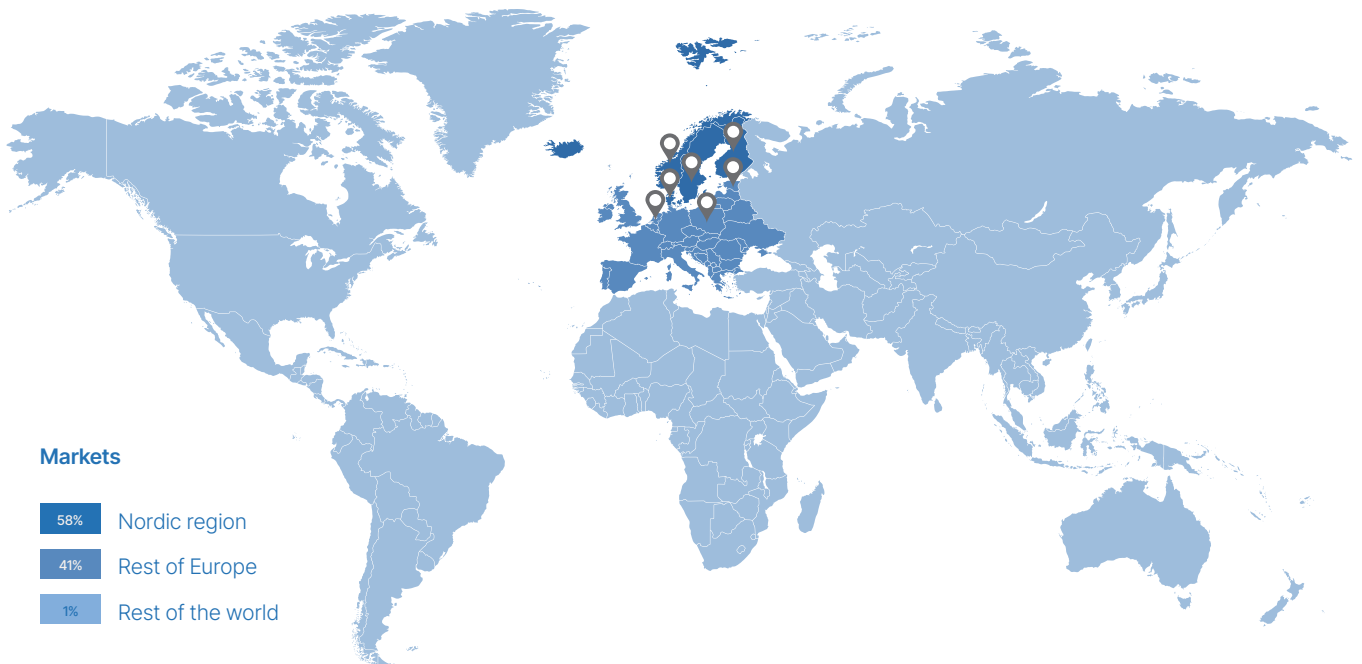 Markets
58% Nordic region
41% Rest of Europe
1% Rest of the world